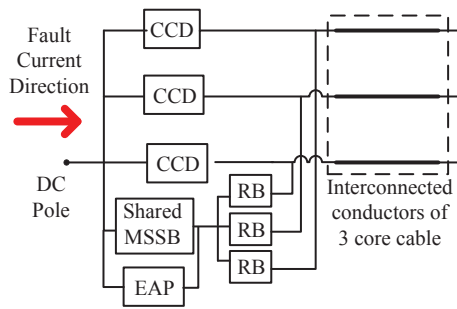 Fault
Current
Direction
DC
Pole
CCD
CCD
CCD
Shared
MSSB
EAP
RB
RB
RB
Interconnected
conductors of
3 core cable